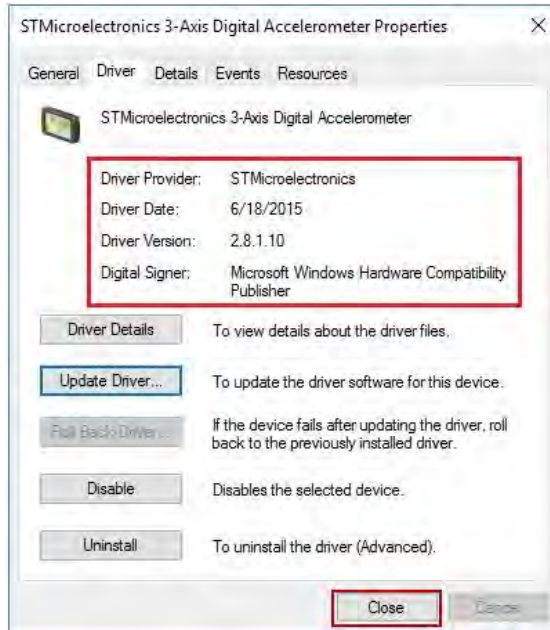 STMicroelectronics 3-Axis Digital Accelerometer Properties
General Driver Details Events Resources
STMicroelectronics 3-Axis Digital Accelerometer
Driver Provider: STMicroelectronics
Driver Date: 6/18/2015
Driver Version: 2.8.1.10
Digital Signer: Microsoft Windows Hardware Compatibility
Publisher
Driver Details To view details about the driver files.
Update Driver... To update the driver software for this device.
Roll Back Driver... If the device fails after updating the driver, roll
back to the previously installed driver.
Disable Disables the selected device.
Uninstall To uninstall the driver (Advanced).
Close Cancel